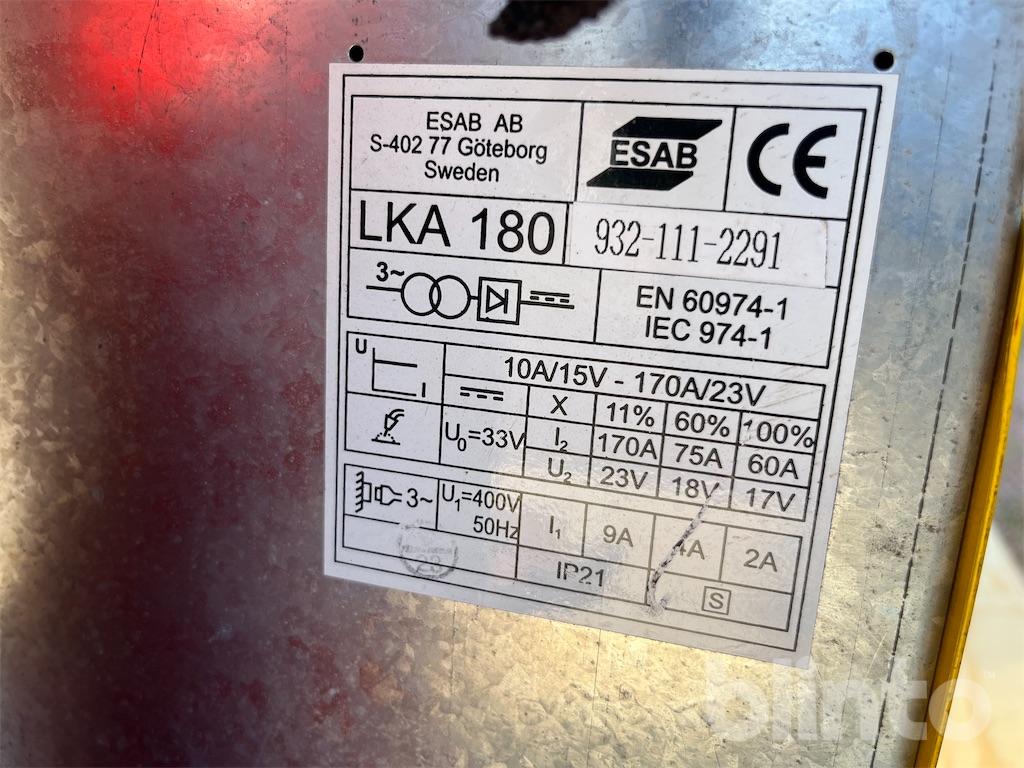 ESAB AB
S-402 77 Göteborg
Sweden
ESAB
CE
LKA 180
932-111-2291
3~
EN 60974-1
IEC 974-1
U
I
10A/15V - 170A/23V
X 11% 60% 100%
U₀=33V
I₂ 170A 75A 60A
U₂ 23V 18V 17V
3~
U₁=400V
50Hz
I₁ 9A 4A 2A
IP21
S
blinto